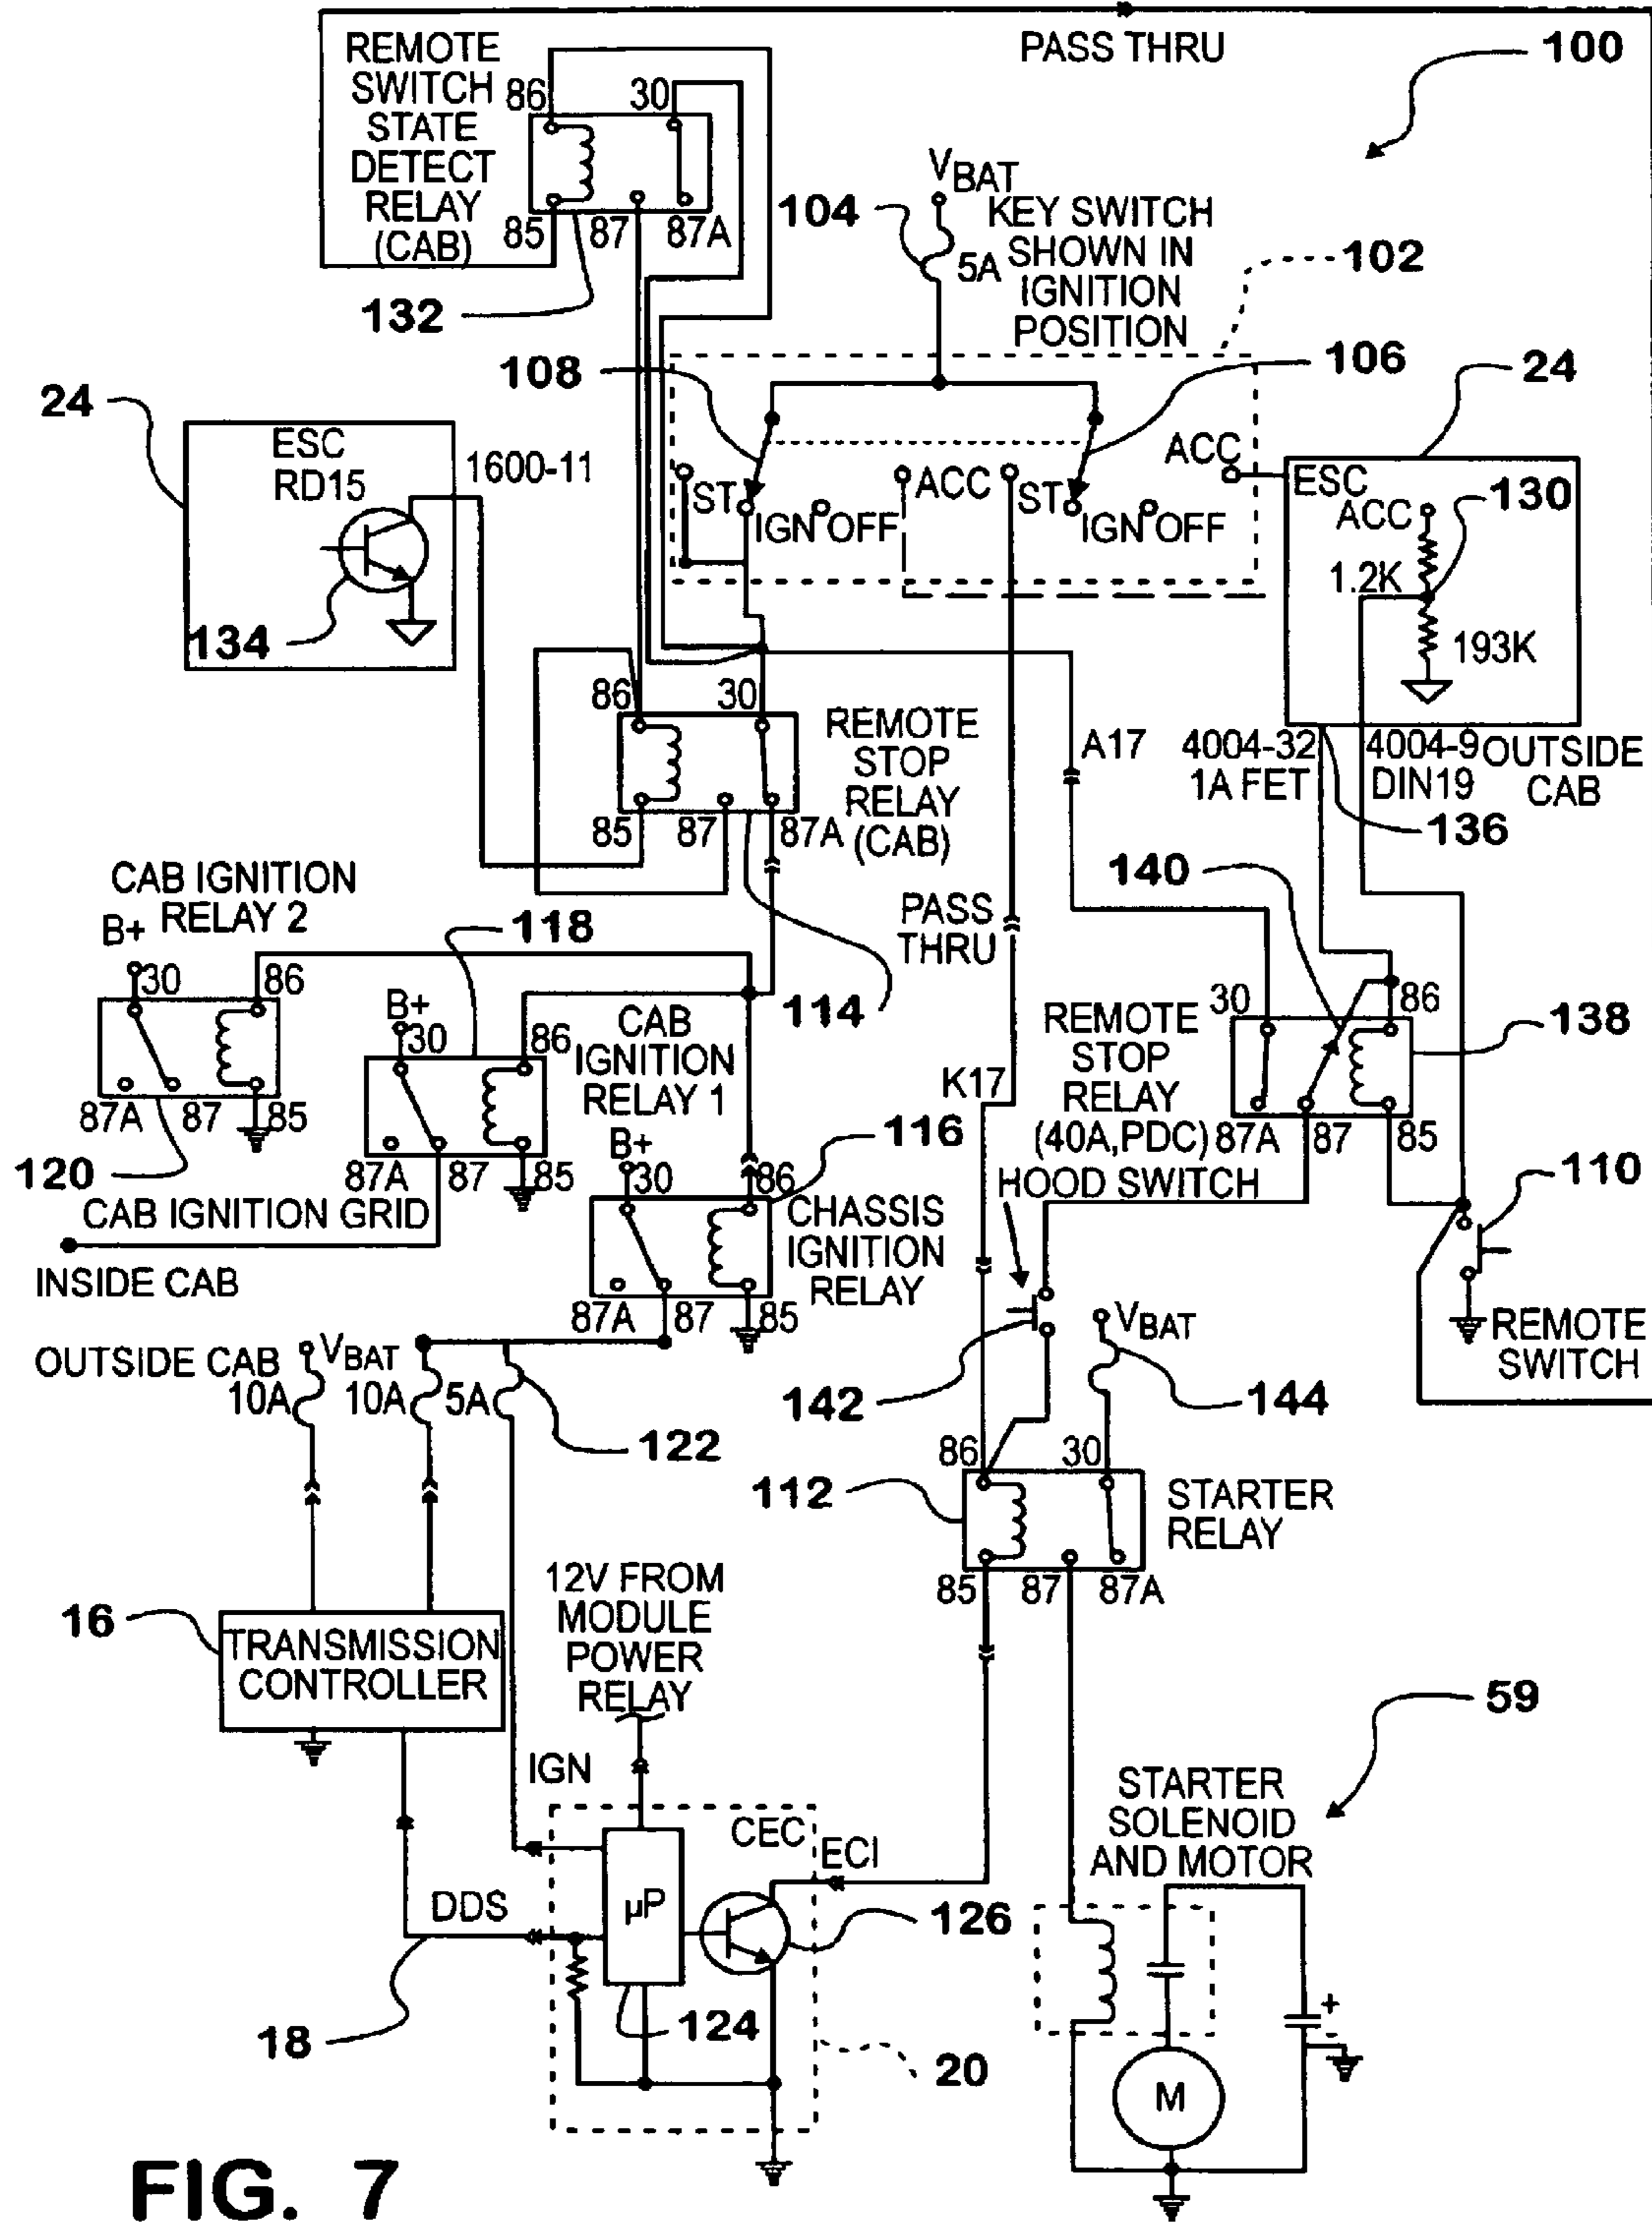 REMOTE
SWITCH
STATE
DETECT
RELAY
(CAB)
86
30
85
87
87A
132
PASS THRU
100
VBAT
104
5A
KEY SWITCH
SHOWN IN
IGNITION
POSITION
102
108
106
24
ESC
RD15
1600-11
134
ST
IGN
OFF
ACC
ST
IGN
OFF
ACC
24
ESC
ACC
130
1.2K
193K
86
30
REMOTE
STOP
RELAY
(CAB)
85
87
87A
A17
4004-32
1A FET
4004-9
DIN19
OUTSIDE
CAB
136
140
CAB IGNITION
RELAY 2
B+
30
86
118
PASS
THRU
114
87A
87
85
120
B+
30
86
CAB
IGNITION
RELAY 1
87A
87
85
CAB IGNITION GRID
INSIDE CAB
K17
30
86
138
REMOTE
STOP
RELAY
(40A,PDC)
87A
87
85
HOOD SWITCH
110
REMOTE
SWITCH
116
B+
30
86
CHASSIS
IGNITION
RELAY
87A
87
85
OUTSIDE CAB
VBAT
10A
10A
5A
122
142
VBAT
144
86
30
112
STARTER
RELAY
85
87
87A
16
TRANSMISSION
CONTROLLER
12V FROM
MODULE
POWER
RELAY
59
IGN
STARTER
SOLENOID
AND MOTOR
CEC
ECI
DDS
µP
126
18
124
20
+
-
M
FIG. 7